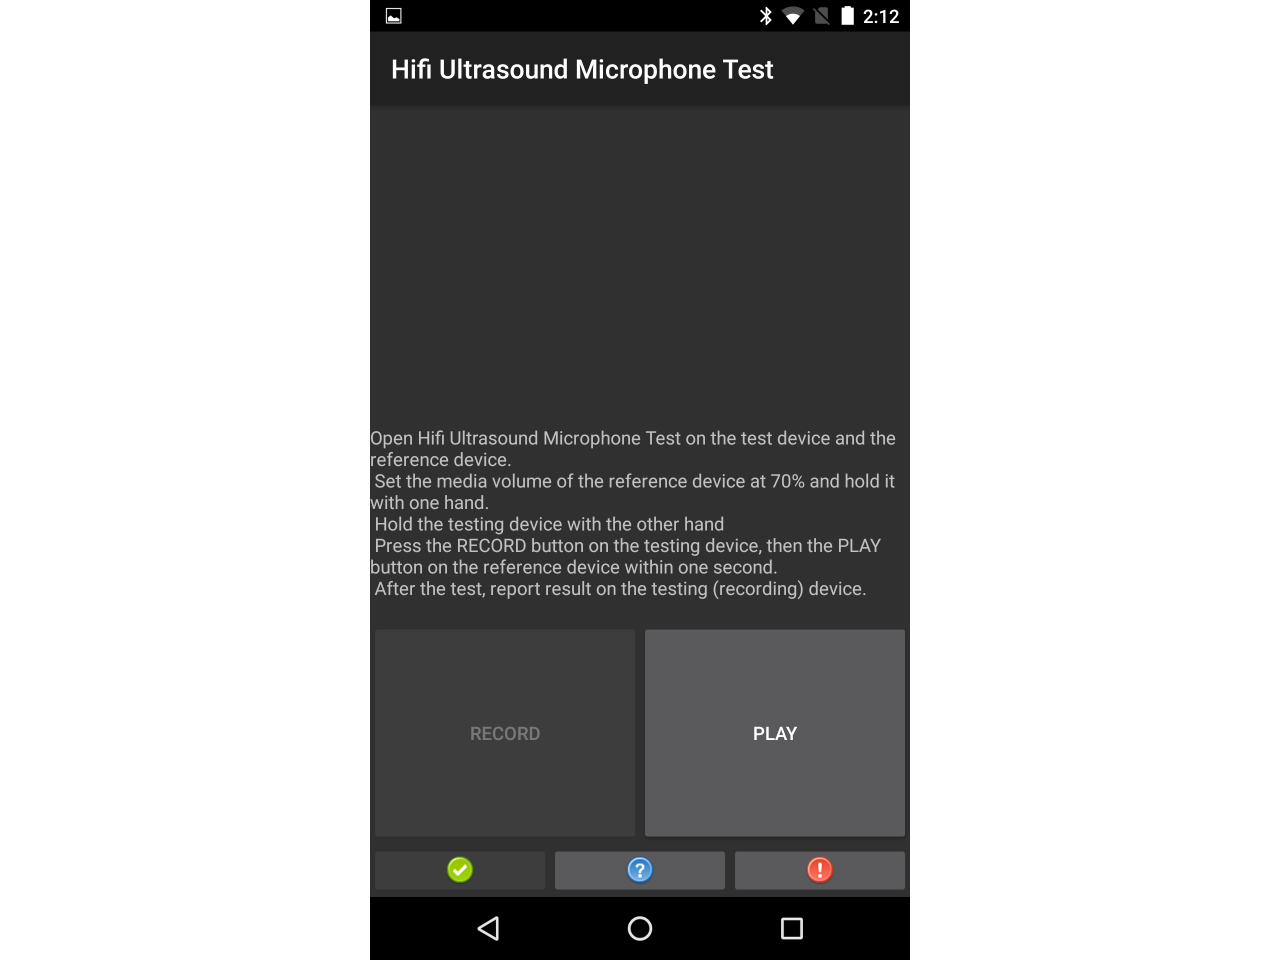 2:12
Hifi Ultrasound Microphone Test
Open Hifi Ultrasound Microphone Test on the test device and the
reference device.
Set the media volume of the reference device at 70% and hold it
with one hand.
Hold the testing device with the other hand
Press the RECORD button on the testing device, then the PLAY
button on the reference device within one second.
After the test, report result on the testing (recording) device.
RECORD
PLAY